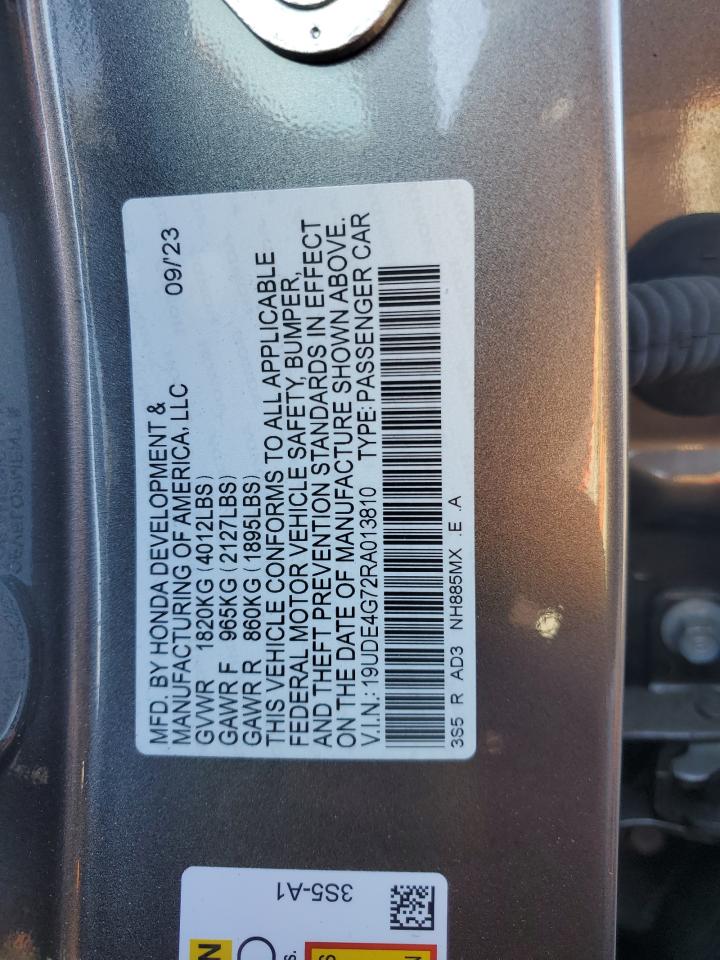 MFD. BY HONDA DEVELOPMENT &
MANUFACTURING OF AMERICA, LLC 09/'23
GVWR 1820KG (4012LBS)
GAWR F 965KG (2127LBS)
GAWR R 860KG (1895LBS)
THIS VEHICLE CONFORMS TO ALL APPLICABLE
FEDERAL MOTOR VEHICLE SAFETY, BUMPER,
AND THEFT PREVENTION STANDARDS IN EFFECT
ON THE DATE OF MANUFACTURE SHOWN ABOVE.
V.I.N.: 19UDE4G72RA013810 TYPE: PASSENGER CAR
3S5 R AD3 NH885MX .E .A
3S5-A1